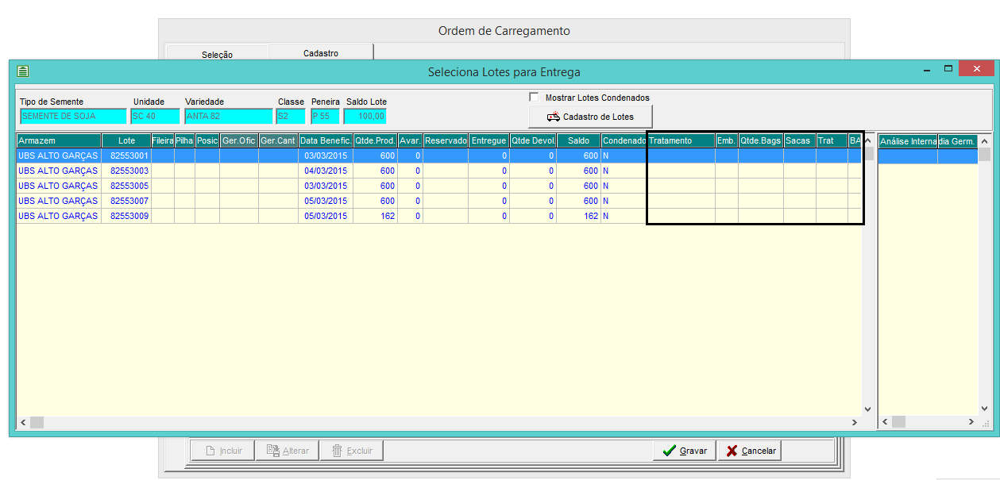 Ordem de Carregamento
Seleção Cadastro
Seleciona Lotes para Entrega
Mostrar Lotes Condenados
Tipo de Semente Unidade Variedade Classe Peneira Saldo Lote
SEMENTE DE SOJA SC 40 ANTA 82 S2 P 55 100,00
Cadastro de Lotes
Armazem Lote Fileira Pilha Posic Ger.Ofic Ger.Cant Data Benefic. Qtde.Prod. Avar. Reservado Entregue Qtde Devol. Saldo Condenado Tratamento Emb. Qtde.Bags Sacas Trat BA Análise Interna dia Germ.
UBS ALTO GARÇAS 82553001 03/03/2015 600 0 0 0 600 N
UBS ALTO GARÇAS 82553003 04/03/2015 600 0 0 0 600 N
UBS ALTO GARÇAS 82553005 03/03/2015 600 0 0 0 600 N
UBS ALTO GARÇAS 82553007 05/03/2015 600 0 0 0 600 N
UBS ALTO GARÇAS 82553009 05/03/2015 162 0 0 0 162 N
Incluir Alterar Excluir Gravar Cancelar